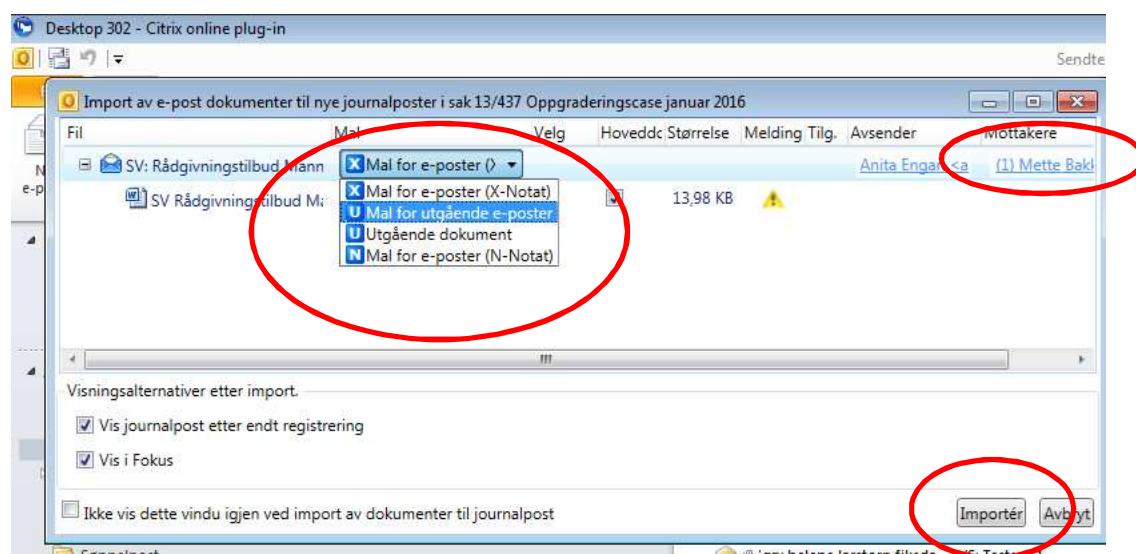 Desktop 302 - Citrix online plug-in
Sendte
Import av e-post dokumenter til nye journalposter i sak 13/437 Oppgraderingscase januar 2016
Fil Mal Velg Hoveddc Størrelse Melding Tilg. Avsender Mottakere
SV: Rådgivningstilbud Mann X Mal for e-poster (X Anita Engan <a (1) Mette Bakk
N
e-p
SV Rådgivningstilbud Ma X Mal for e-poster (X-Notat) 13,98 KB
U Mal for utgående e-poster
U Utgående dokument
N Mal for e-poster (N-Notat)
Visningsalternativer etter import.
Vis journalpost etter endt registrering
Vis i Fokus
Ikke vis dette vindu igjen ved import av dokumenter til journalpost Importér Avbryt